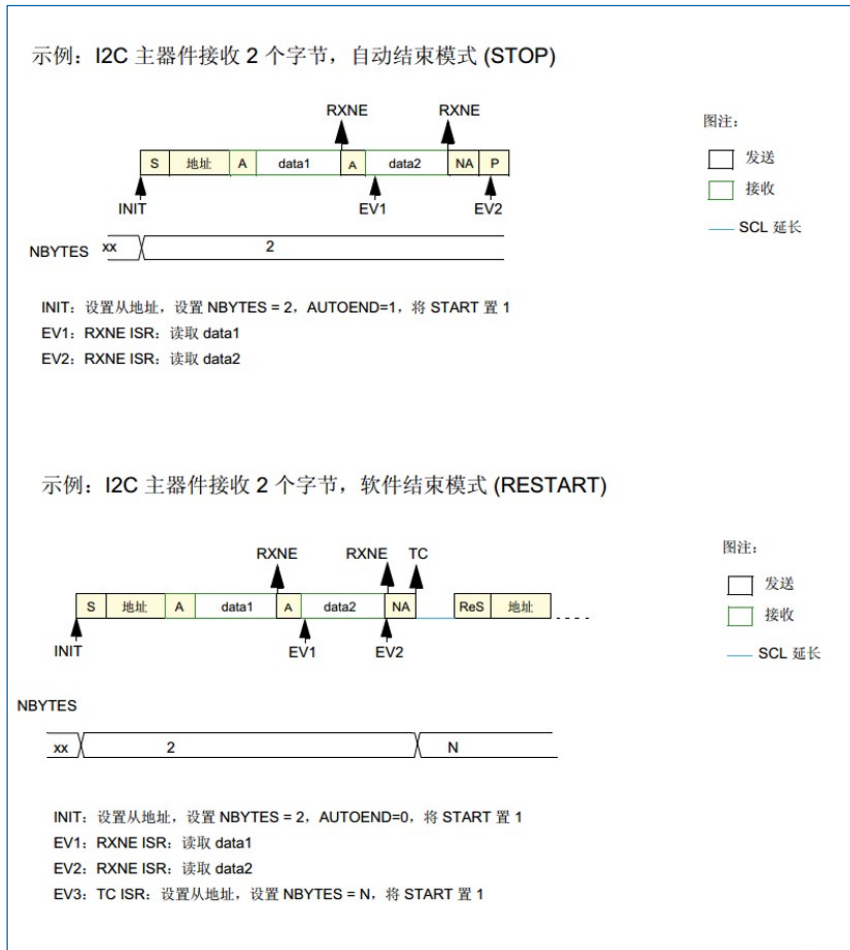 示例：I2C 主器件接收 2 个字节，自动结束模式 (STOP)
RXNE RXNE
图注：
S 地址 A data1 A data2 NA P
发送
接收
INIT EV1 EV2
SCL 延长
NBYTES xx 2
INIT：设置从地址，设置 NBYTES = 2，AUTOEND=1，将 START 置 1
EV1：RXNE ISR：读取 data1
EV2：RXNE ISR：读取 data2
示例：I2C 主器件接收 2 个字节，软件结束模式 (RESTART)
RXNE RXNE TC
图注：
S 地址 A data1 A data2 NA ReS 地址
发送
接收
INIT EV1 EV2
SCL 延长
NBYTES
xx 2 N
INIT：设置从地址，设置 NBYTES = 2，AUTOEND=0，将 START 置 1
EV1：RXNE ISR：读取 data1
EV2：RXNE ISR：读取 data2
EV3：TC ISR：设置从地址，设置 NBYTES = N，将 START 置 1